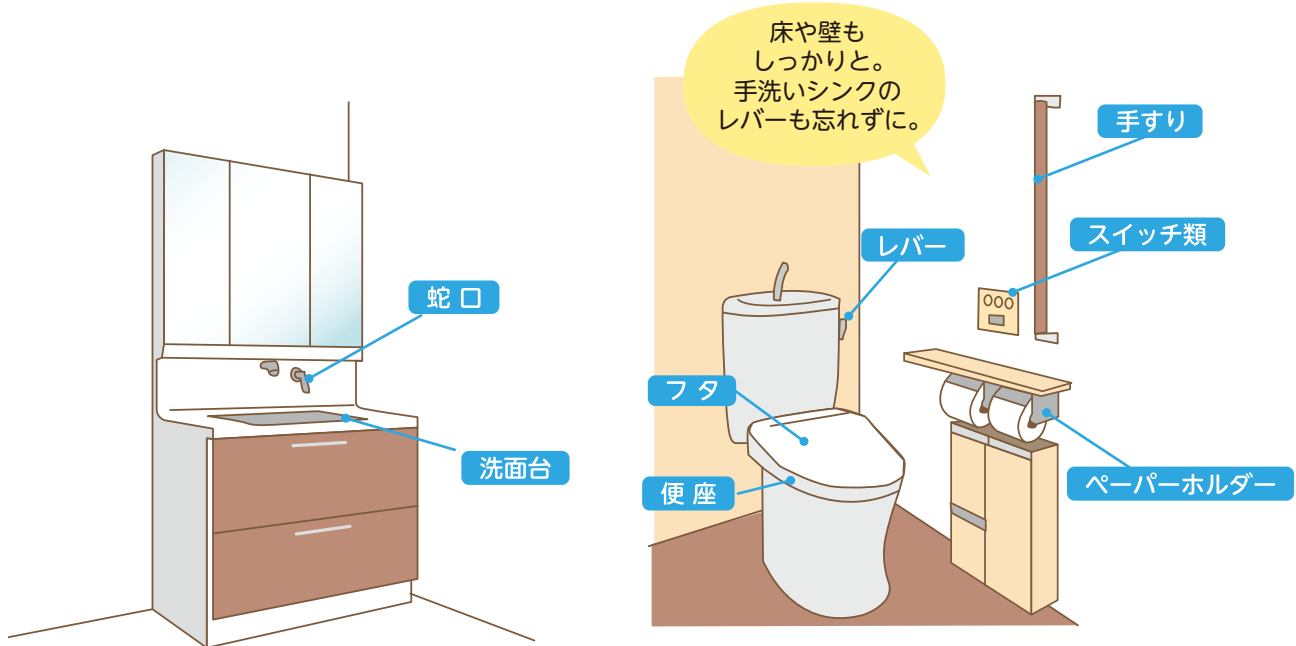 床や壁も
しっかりと。
手洗いシンクの
レバーも忘れずに。
手すり
スイッチ類
レバー
蛇口
フタ
洗面台
便座
ペーパーホルダー